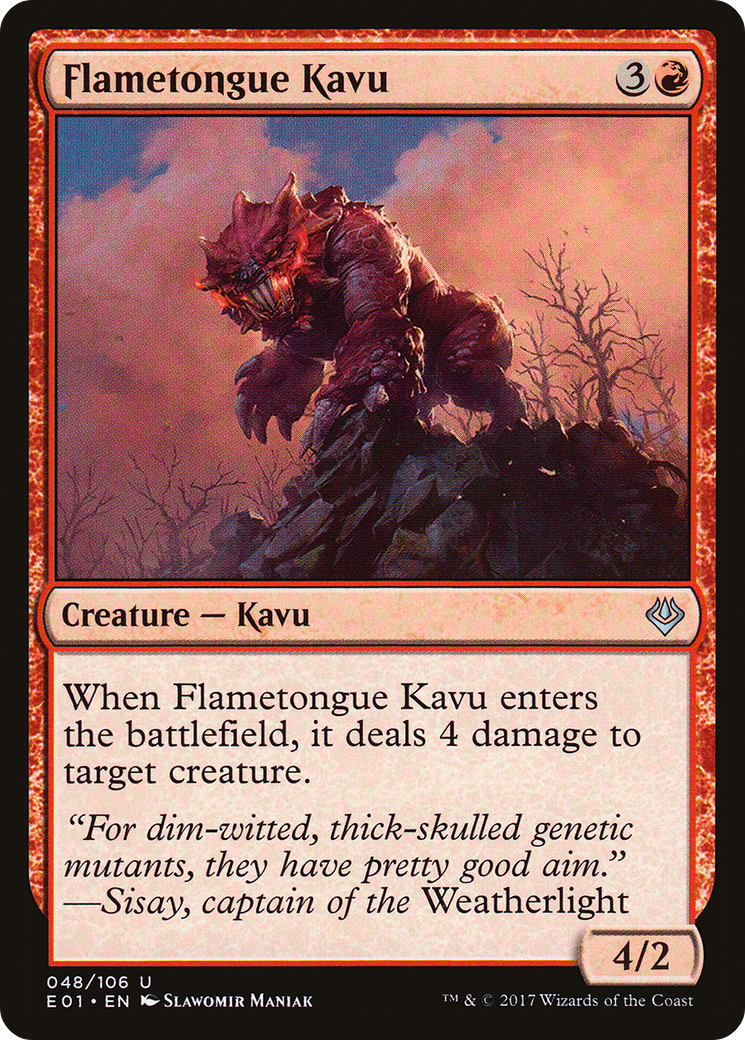 Flametongue Kavu
3
Creature — Kavu
When Flametongue Kavu enters
the battlefield, it deals 4 damage to
target creature.
“For dim-witted, thick-skulled genetic
mutants, they have pretty good aim.”
—Sisay, captain of the Weatherlight
4/2
048/106 U
E01 • EN Slawomir Maniak
™ & © 2017 Wizards of the Coast